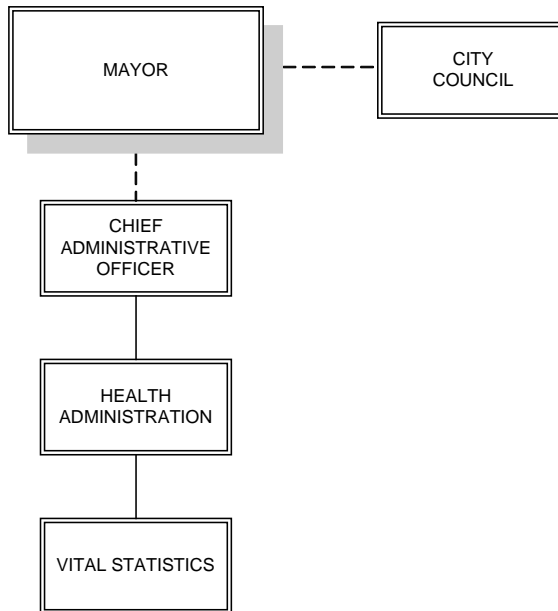 MAYOR
CITY
COUNCIL
CHIEF
ADMINISTRATIVE
OFFICER
HEALTH
ADMINISTRATION
VITAL STATISTICS